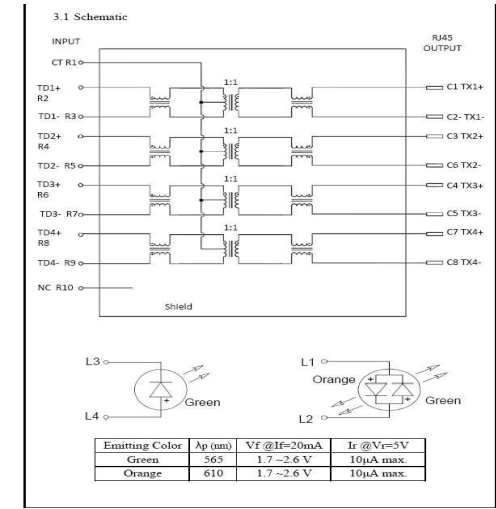 3.1 Schematic
INPUT
RJ45
OUTPUT
CT R1
1:1
TD1+
R2
C1 TX1+
TD1- R3
C2- TX1-
TD2+
R4
1:1
C3 TX2+
TD2- R5
C6 TX2-
TD3+
R6
1:1
C4 TX3+
TD3- R7
C5 TX3-
TD4+
R8
1:1
C7 TX4+
TD4- R9
C8 TX4-
NC R10
Shield
L3
L4
+
Green
L1
L2
Orange
+
+
Green
Emitting Color λp (nm) Vf @If=20mA Ir @Vr=5V
Green 565 1.7 ~2.6 V 10μA max.
Orange 610 1.7 ~2.6 V 10μA max.